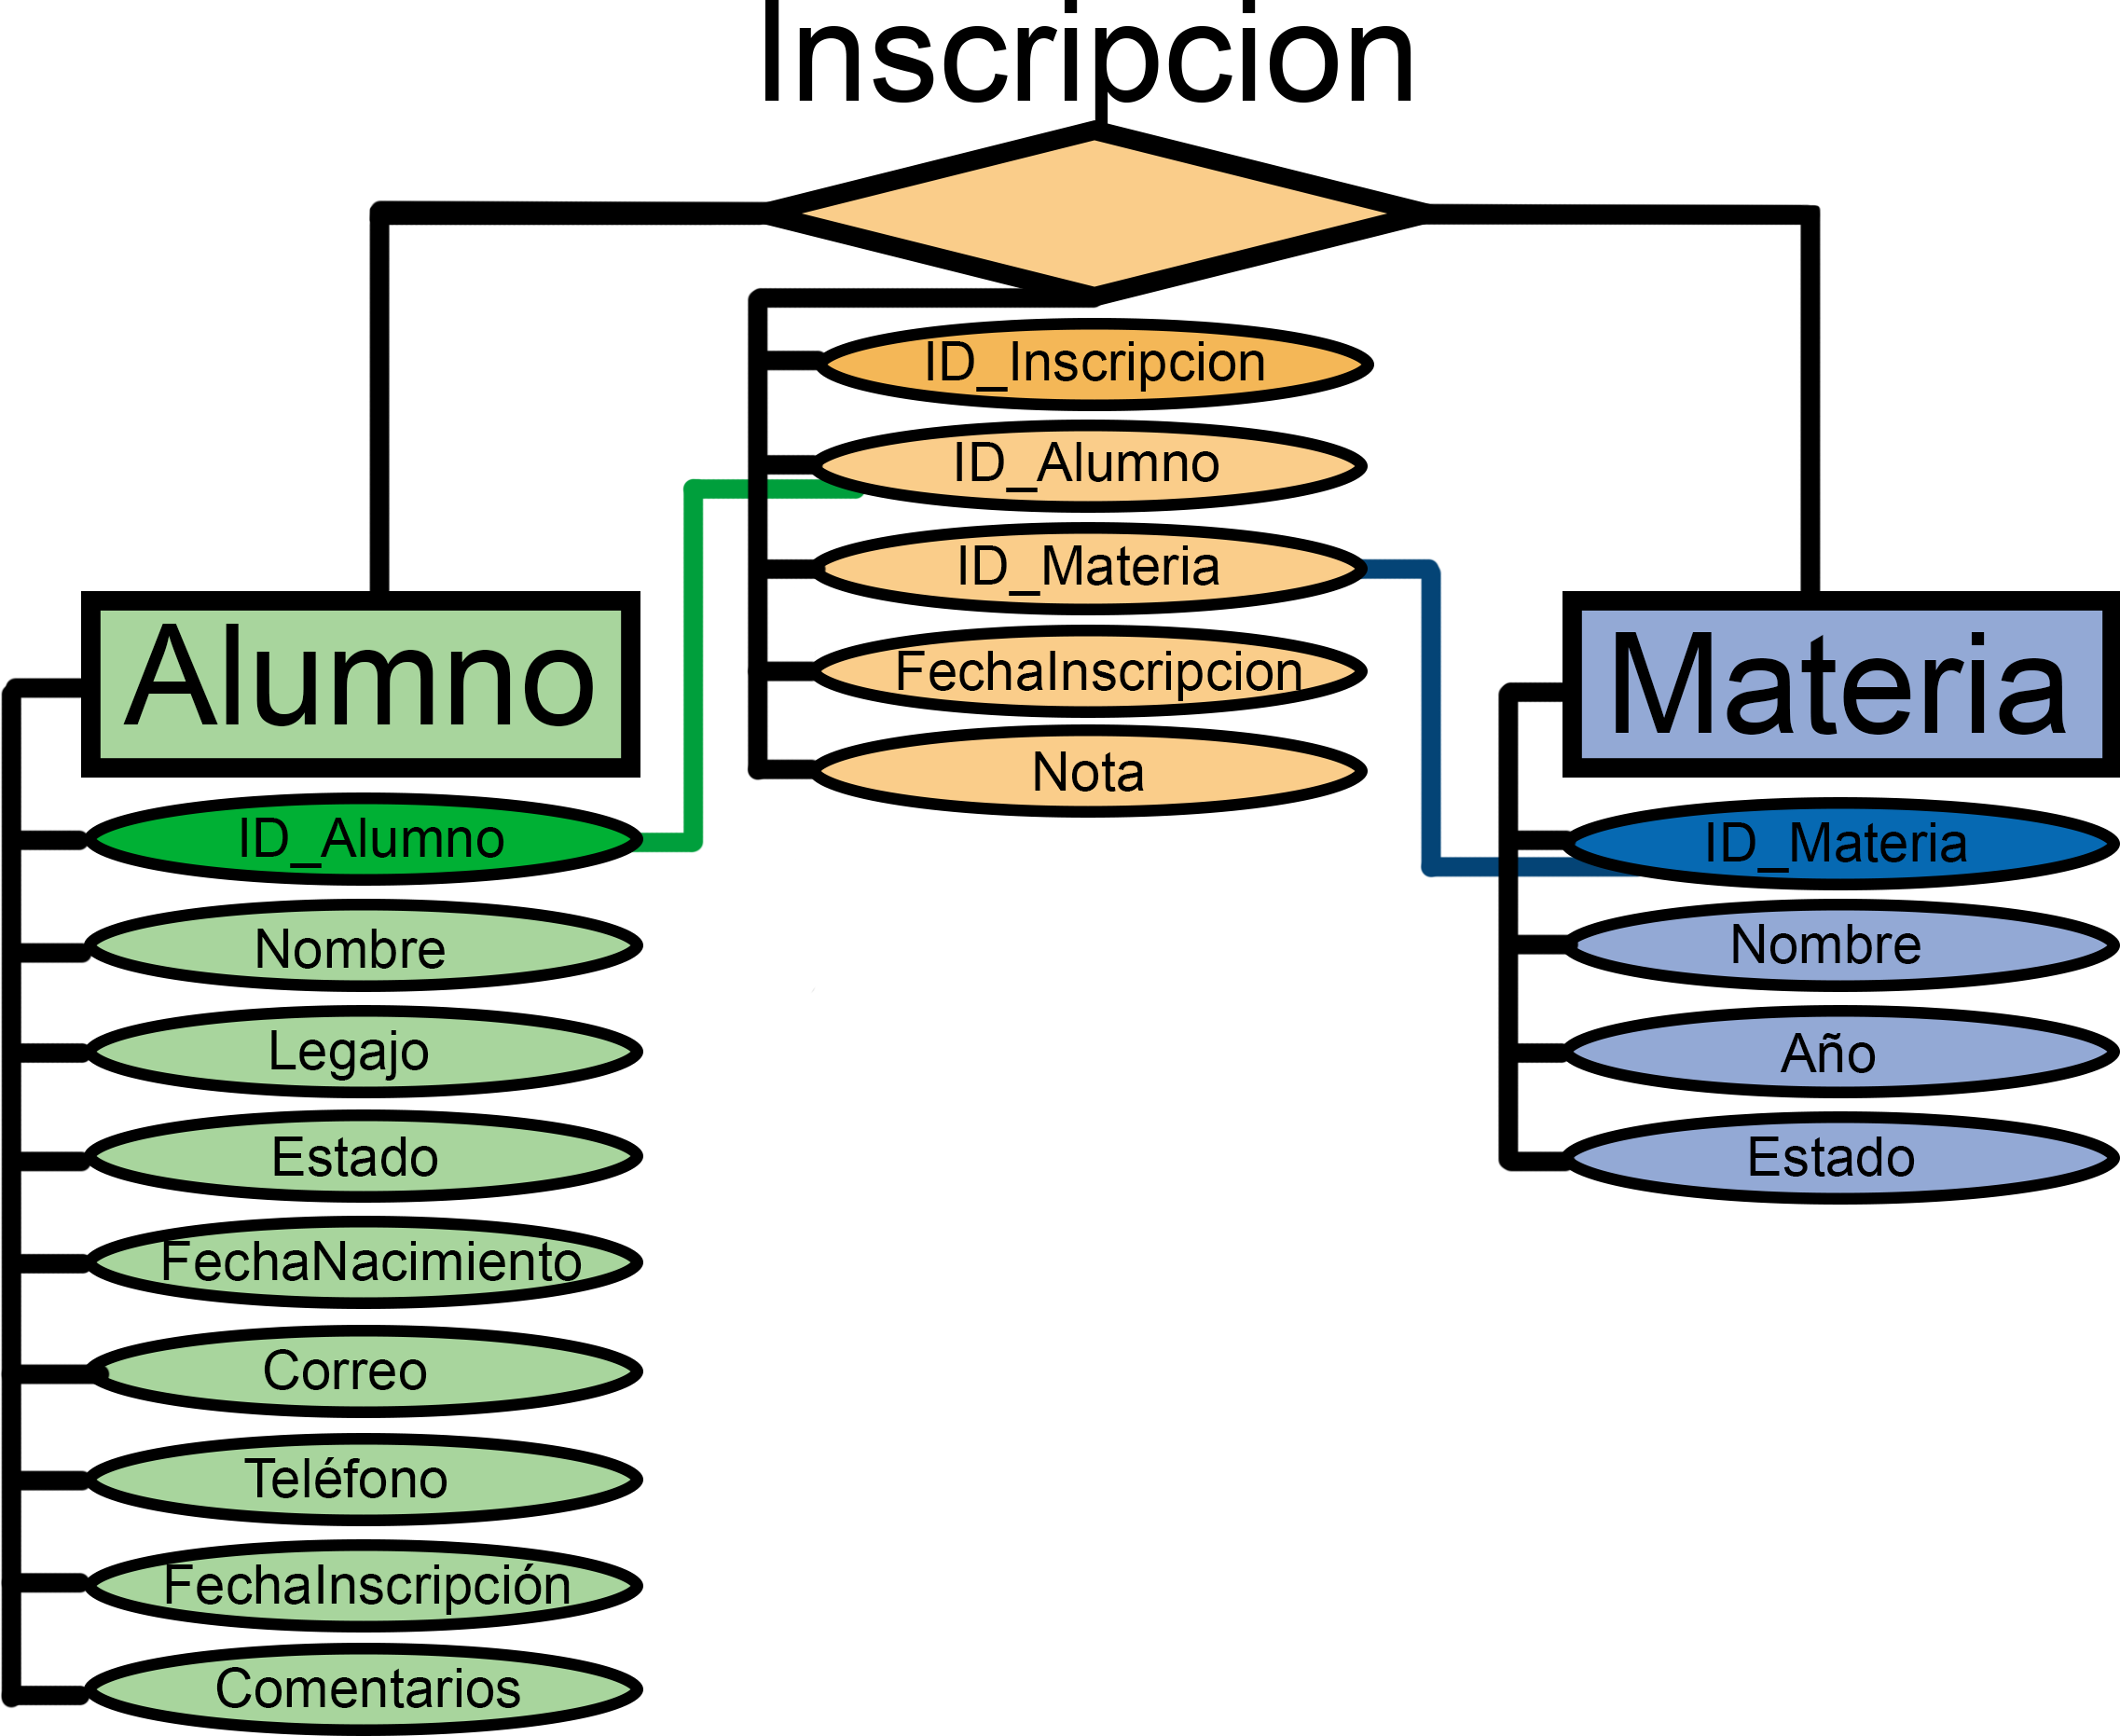 Inscripcion
ID_Inscripcion
ID_Alumno
ID_Materia
FechaInscripcion
Nota
Alumno
ID_Alumno
Nombre
Legajo
Estado
FechaNacimiento
Correo
Teléfono
FechaInscripción
Comentarios
Materia
ID_Materia
Nombre
Año
Estado